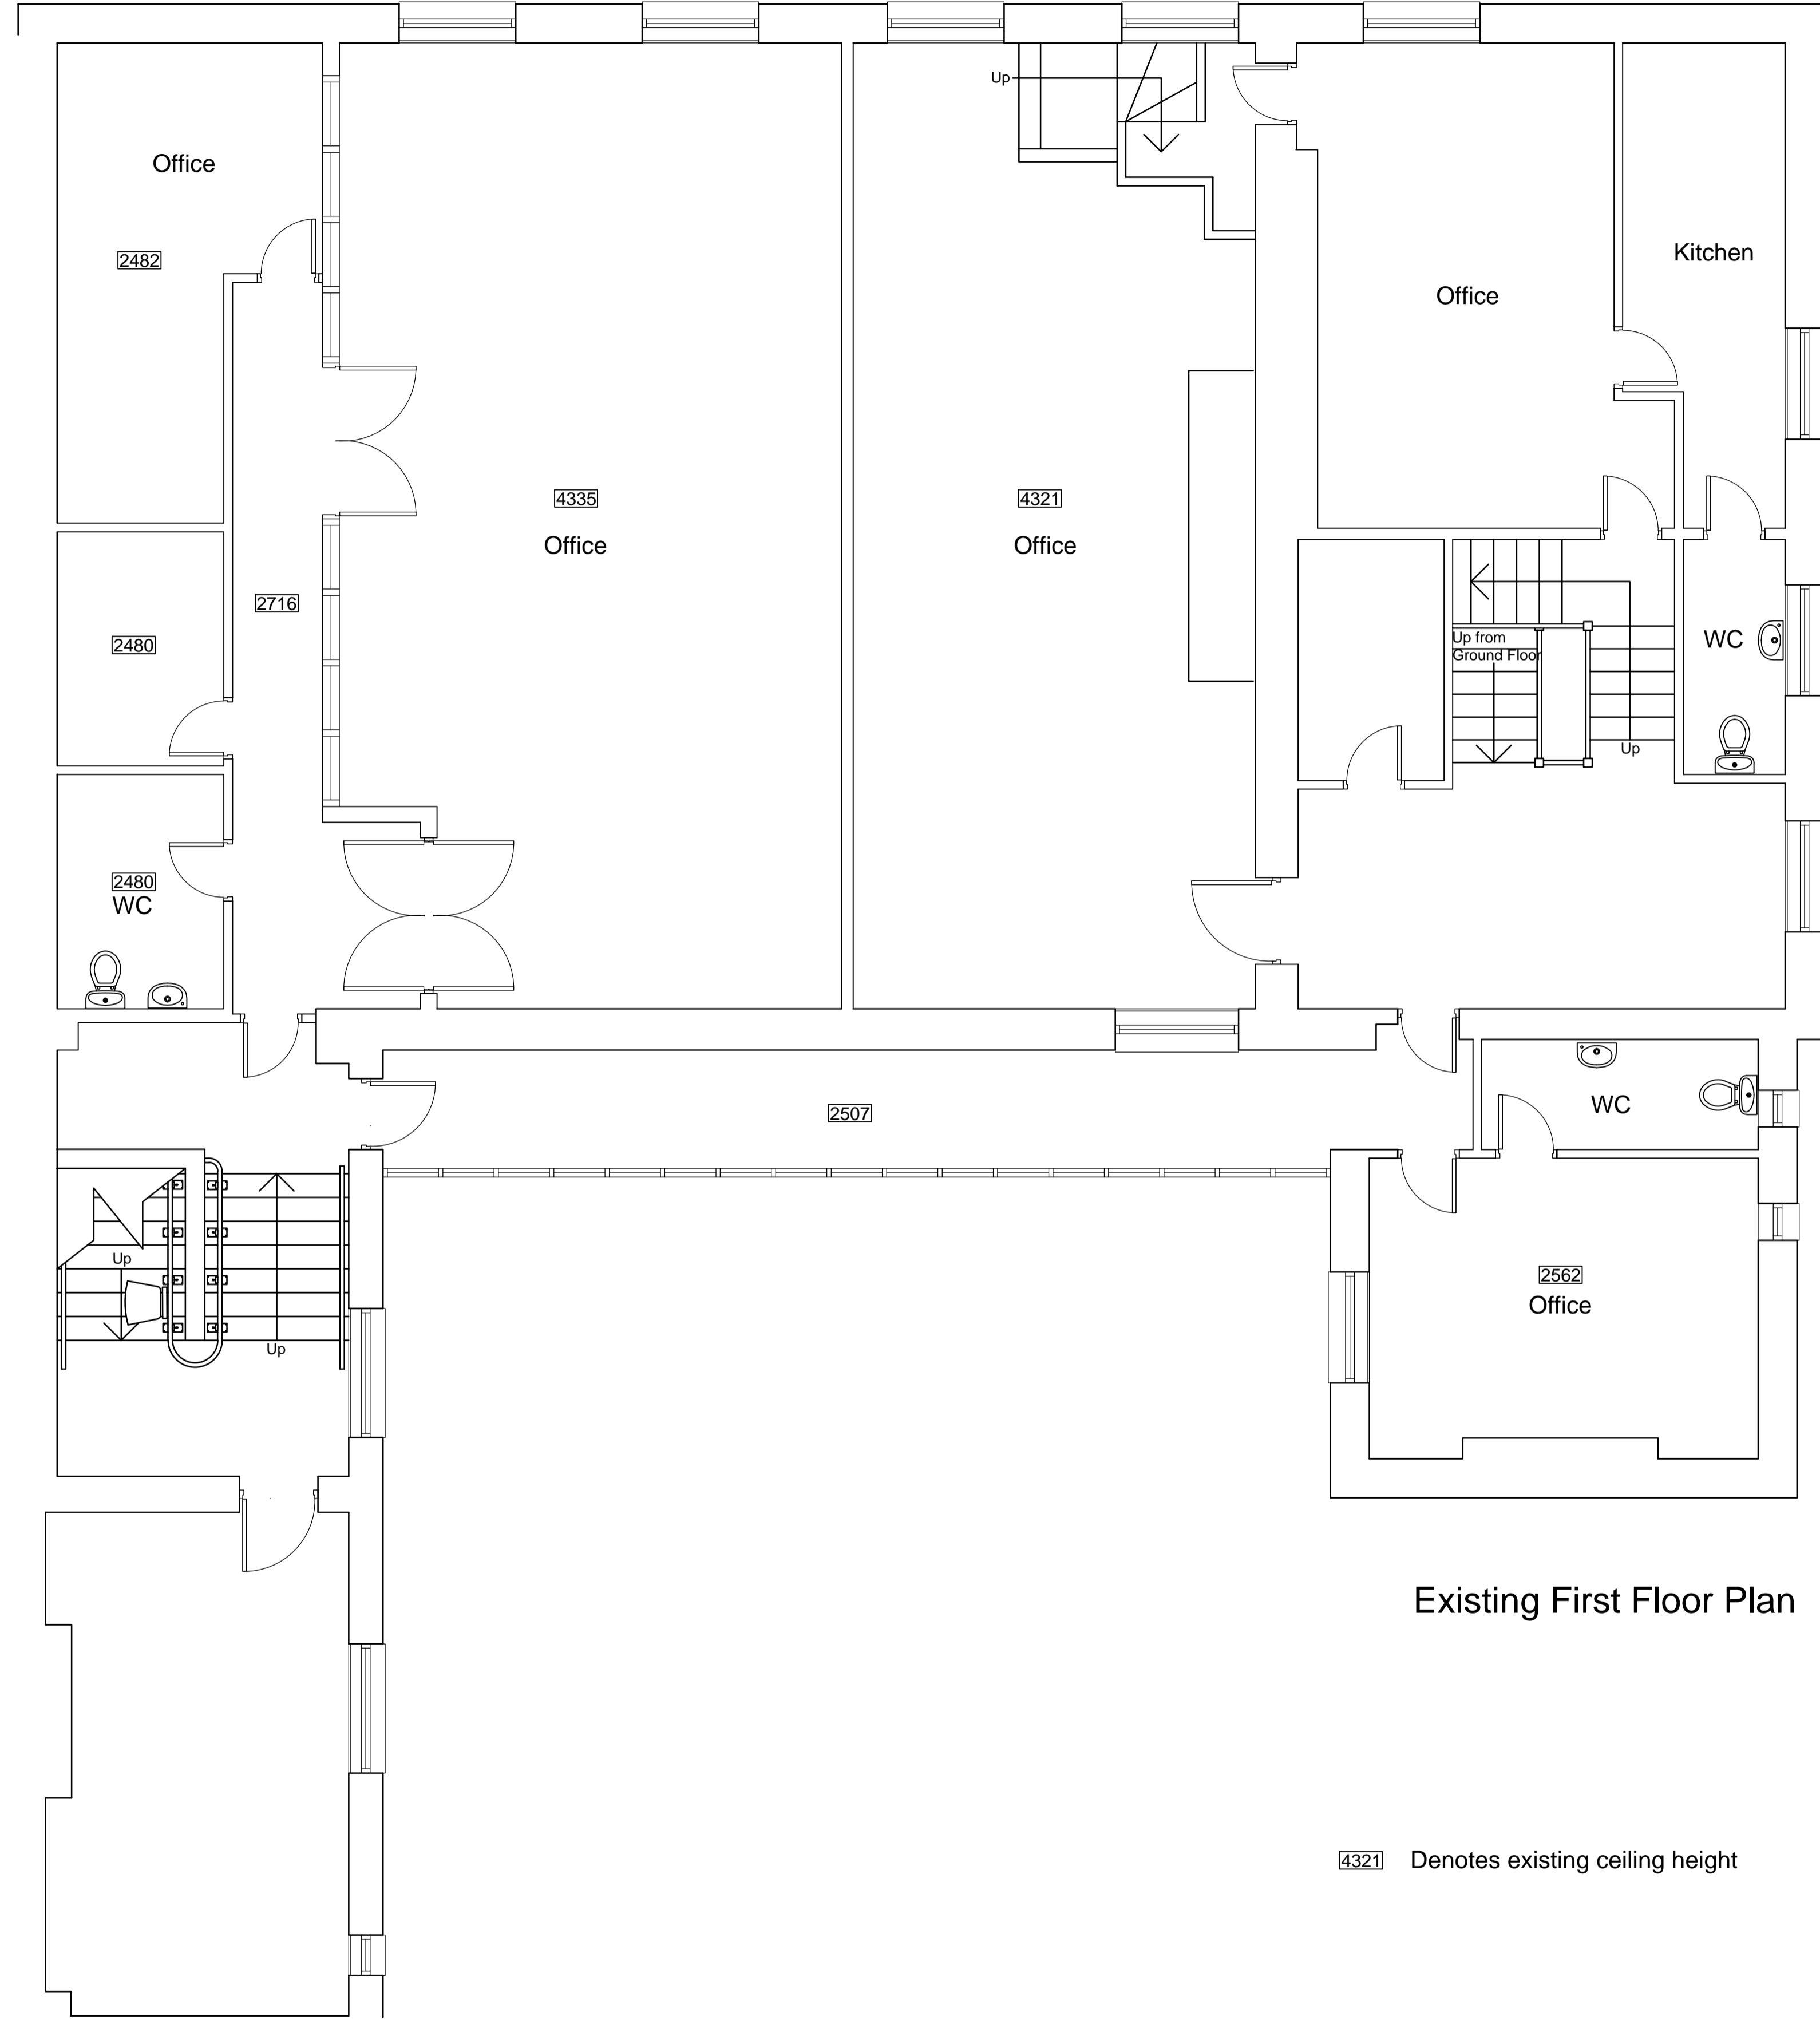 Up
Office
2482
Kitchen
Office
4335
Office
4321
Office
2716
2480
Up from
Ground Floor
WC
Up
2480
WC
2507
WC
Up
2562
Office
Up
Existing First Floor Plan
4321 Denotes existing ceiling height